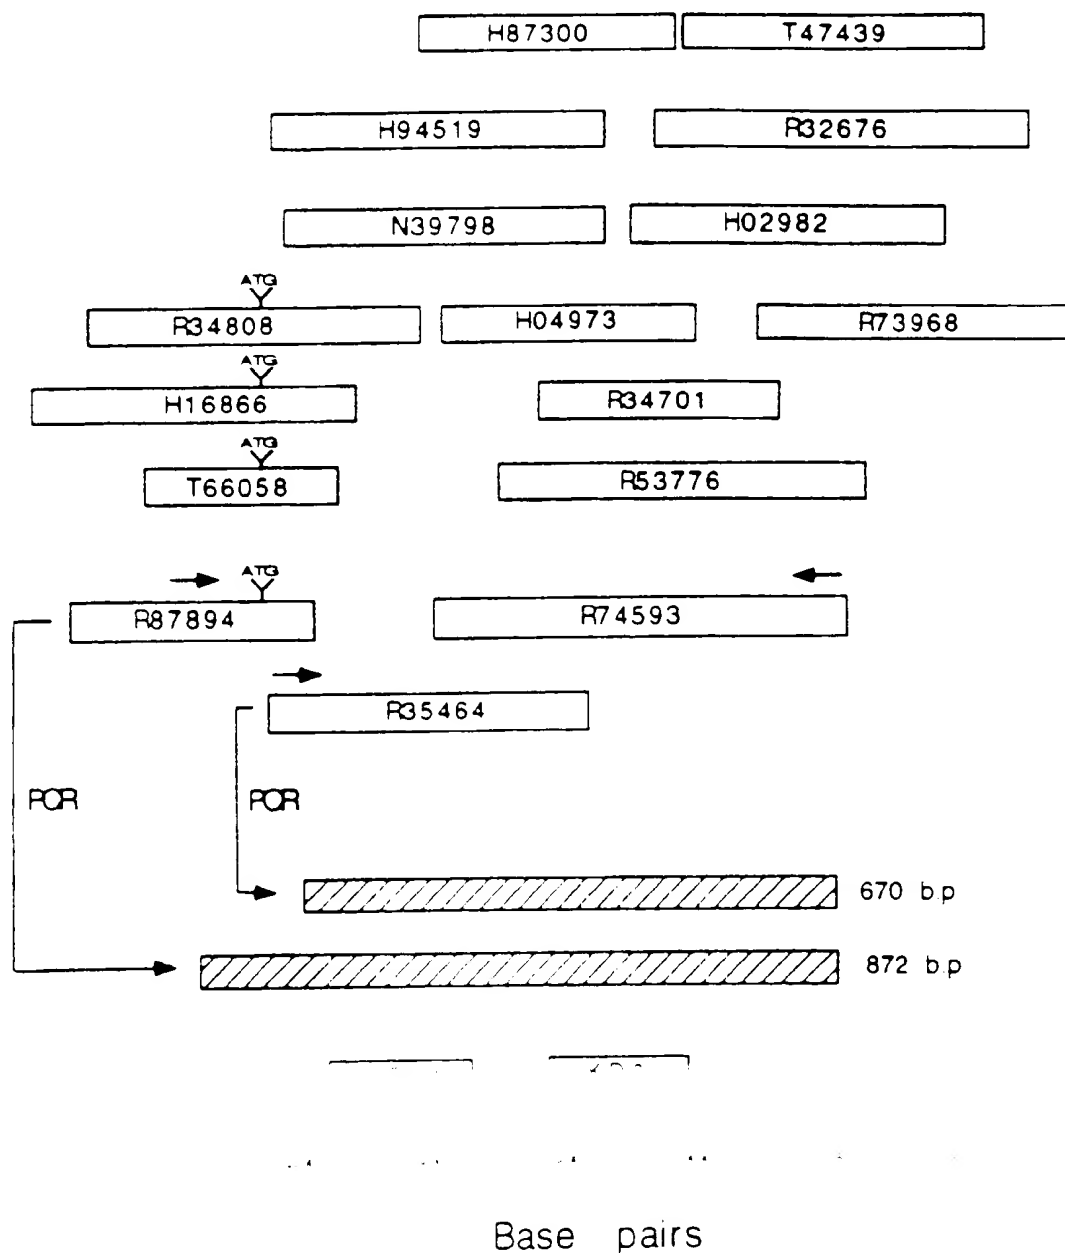 H87300 T47439
H94519 R32676
N39798 H02982
ATG
R34808 H04973 R73968
ATG
H16866 R34701
ATG
T66058 R53776
ATG
R87894 R74593
R35464
PCR PCR
670 b.p
872 b.p
Base pairs